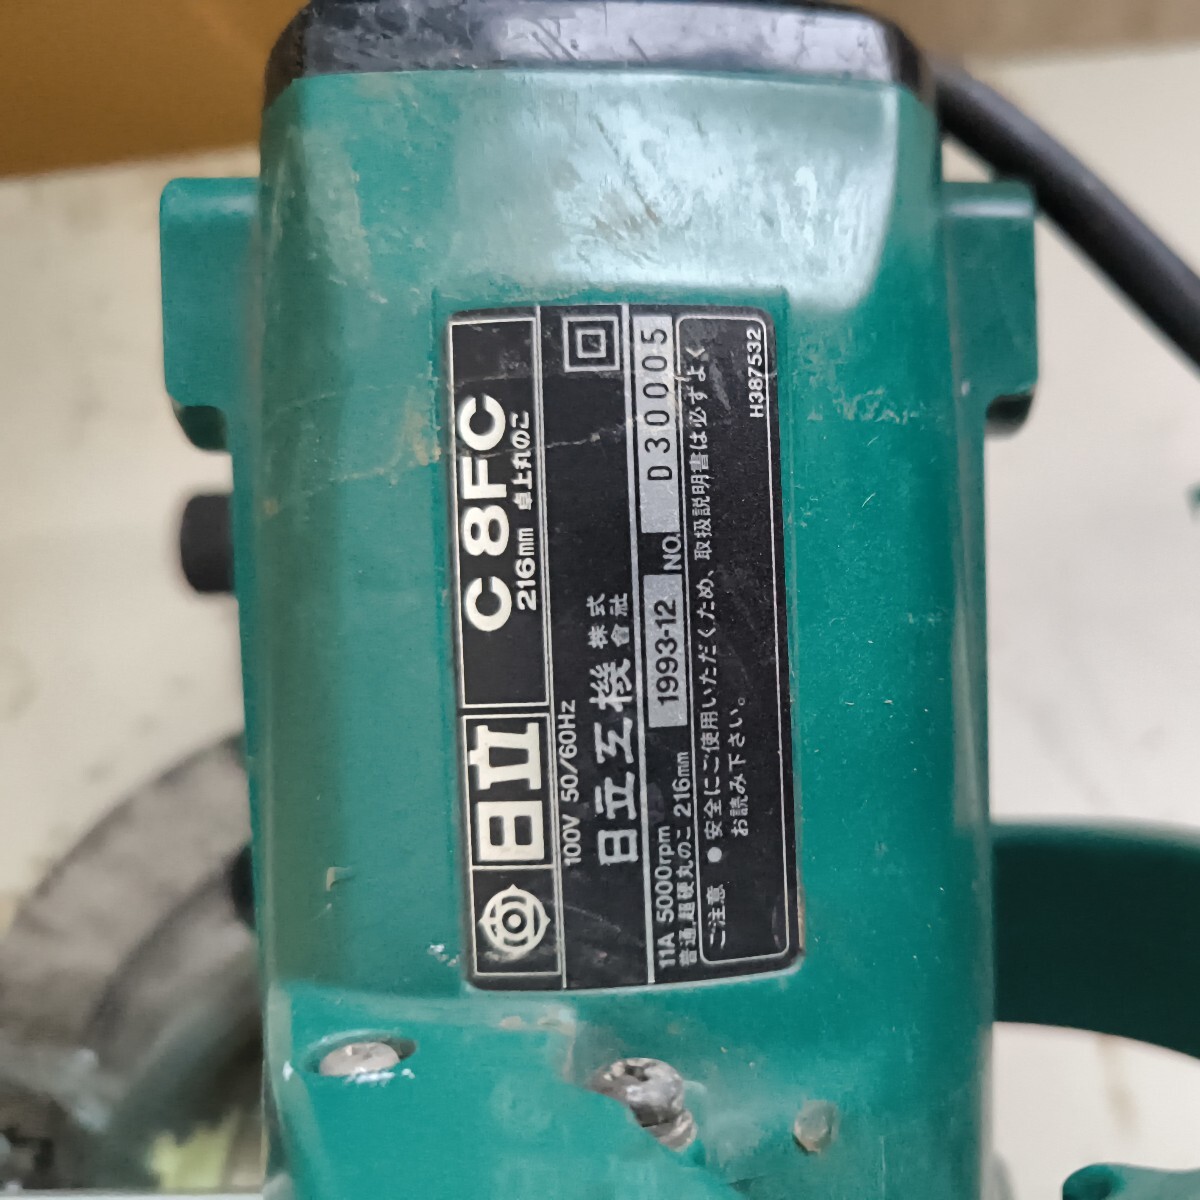 日立 C 8FC
216mm 卓上丸のこ
100V 50/60Hz
日立工機株式會社
11A 5000rpm 1993-12 NO. D30005
普通,超硬丸のこ 216mm
ご注意 ●安全にご使用いただくため、取扱説明書は必ずよく
お読み下さい。
H387532